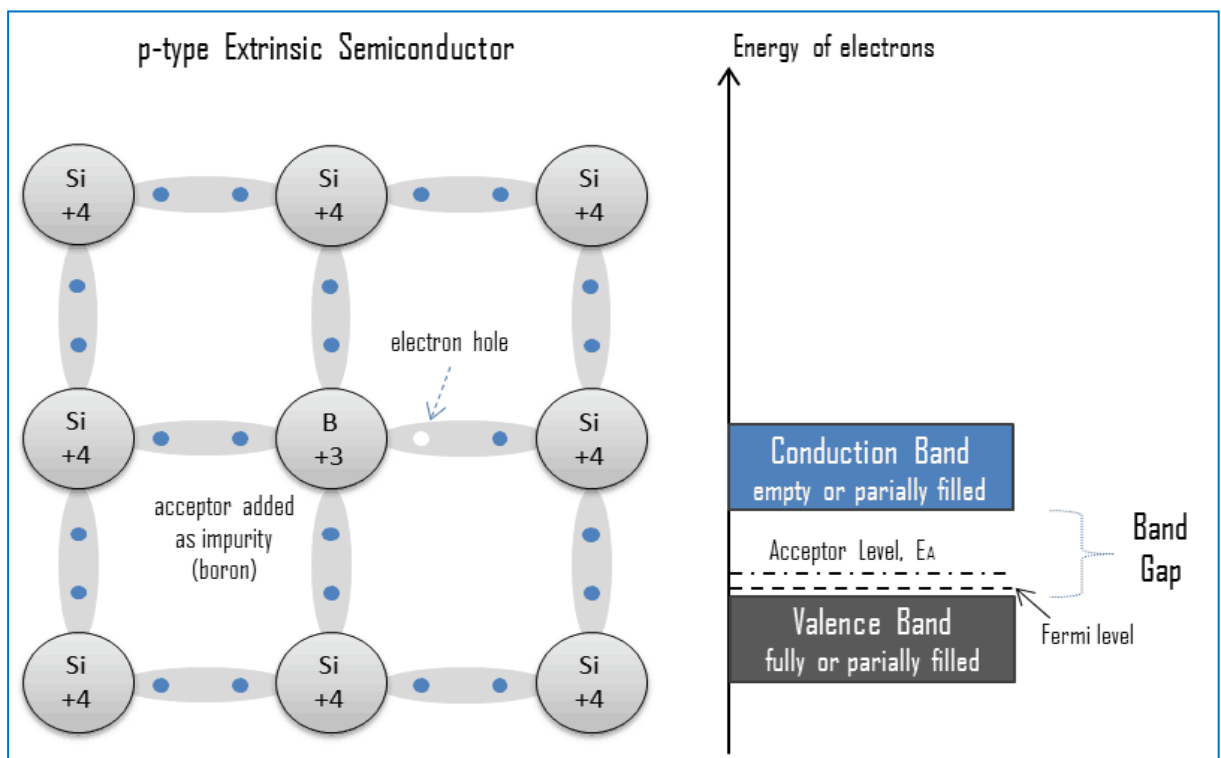 p-type Extrinsic Semiconductor
Energy of electrons
Si
+4
Si
+4
Si
+4
electron hole
Si
+4
B
+3
Si
+4
acceptor added
as impurity
(boron)
Si
+4
Si
+4
Si
+4
Conduction Band
empty or parially filled
Acceptor Level, EA
Band
Gap
Valence Band
fully or parially filled
Fermi level